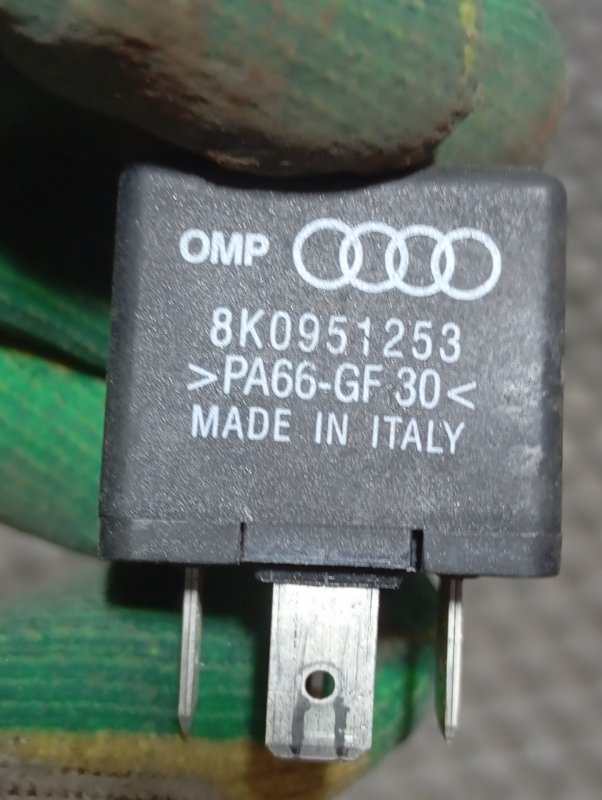 OMP
8K0951253
>PA66-GF 30<
MADE IN ITALY